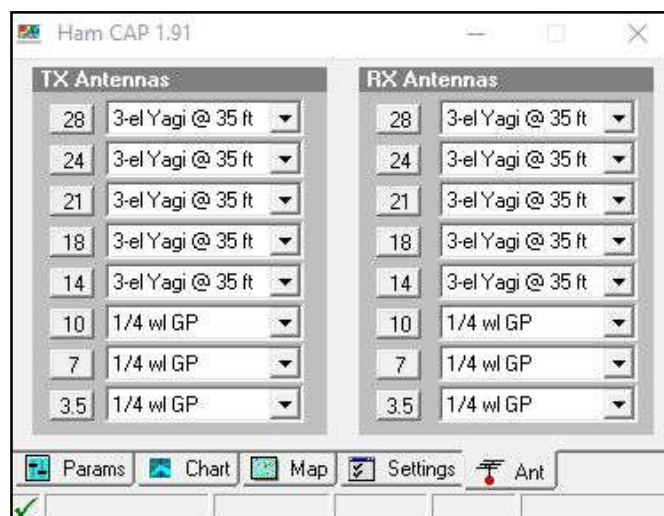 Ham CAP 1.91
TX Antennas
28 3-el Yagi @ 35 ft
24 3-el Yagi @ 35 ft
21 3-el Yagi @ 35 ft
18 3-el Yagi @ 35 ft
14 3-el Yagi @ 35 ft
10 1/4 wl GP
7 1/4 wl GP
3.5 1/4 wl GP
RX Antennas
28 3-el Yagi @ 35 ft
24 3-el Yagi @ 35 ft
21 3-el Yagi @ 35 ft
18 3-el Yagi @ 35 ft
14 3-el Yagi @ 35 ft
10 1/4 wl GP
7 1/4 wl GP
3.5 1/4 wl GP
Params Chart Map Settings Ant